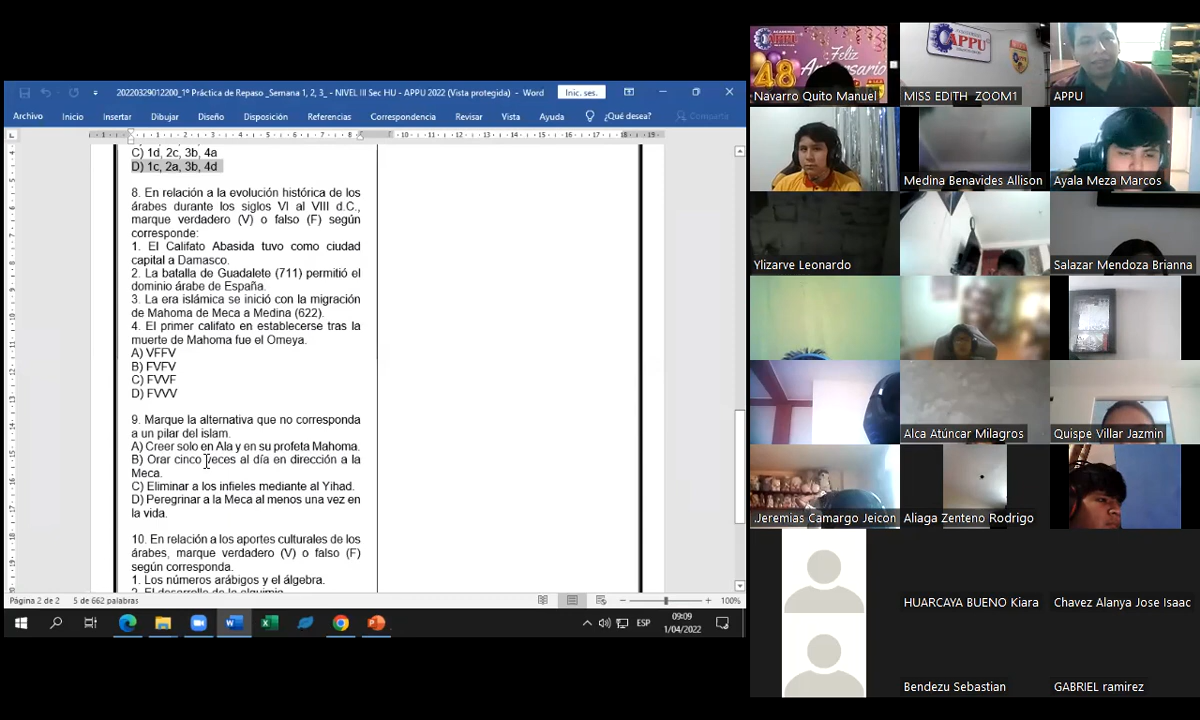 20220329012200_1º Práctica de Repaso _Semana 1, 2, 3_ - NIVEL III Sec HU - APPU 2022 (Vista protegida) - Word
Inic. ses.
Archivo Inicio Insertar Dibujar Diseño Disposición Referencias Correspondencia Revisar Vista Ayuda ¿Qué desea? Compartir
C) 1d, 2c, 3b, 4a
D) 1c, 2a, 3b, 4d
8. En relación a la evolución histórica de los
árabes durante los siglos VI al VIII d.C.,
marque verdadero (V) o falso (F) según
corresponde:
1. El Califato Abasida tuvo como ciudad
capital a Damasco.
2. La batalla de Guadalete (711) permitió el
dominio árabe de España.
3. La era islámica se inició con la migración
de Mahoma de Meca a Medina (622).
4. El primer califato en establecerse tras la
muerte de Mahoma fue el Omeya.
A) VFFV
B) FVFV
C) FVVF
D) FVVV
9. Marque la alternativa que no corresponda
a un pilar del islam.
A) Creer solo en Ala y en su profeta Mahoma.
B) Orar cinco veces al día en dirección a la
Meca.
C) Eliminar a los infieles mediante al Yihad.
D) Peregrinar a la Meca al menos una vez en
la vida.
10. En relación a los aportes culturales de los
árabes, marque verdadero (V) o falso (F)
según corresponda.
1. Los números arábigos y el álgebra.
Página 2 de 2 5 de 662 palabras
100%
ESP
09:09
1/04/2022
ACADEMIA
APPU
Feliz
48 Aniversario
Navarro Quito Manuel
APPU
MISS EDITH ZOOM1
APPU
Medina Benavides Allison
Ayala Meza Marcos
Ylizarve Leonardo
Salazar Mendoza Brianna
Alca Atúncar Milagros
Quispe Villar Jazmin
Jeremias Camargo Jeicon
Aliaga Zenteno Rodrigo
HUARCAYA BUENO Kiara
Chavez Alanya Jose Isaac
Bendezu Sebastian
GABRIEL ramirez